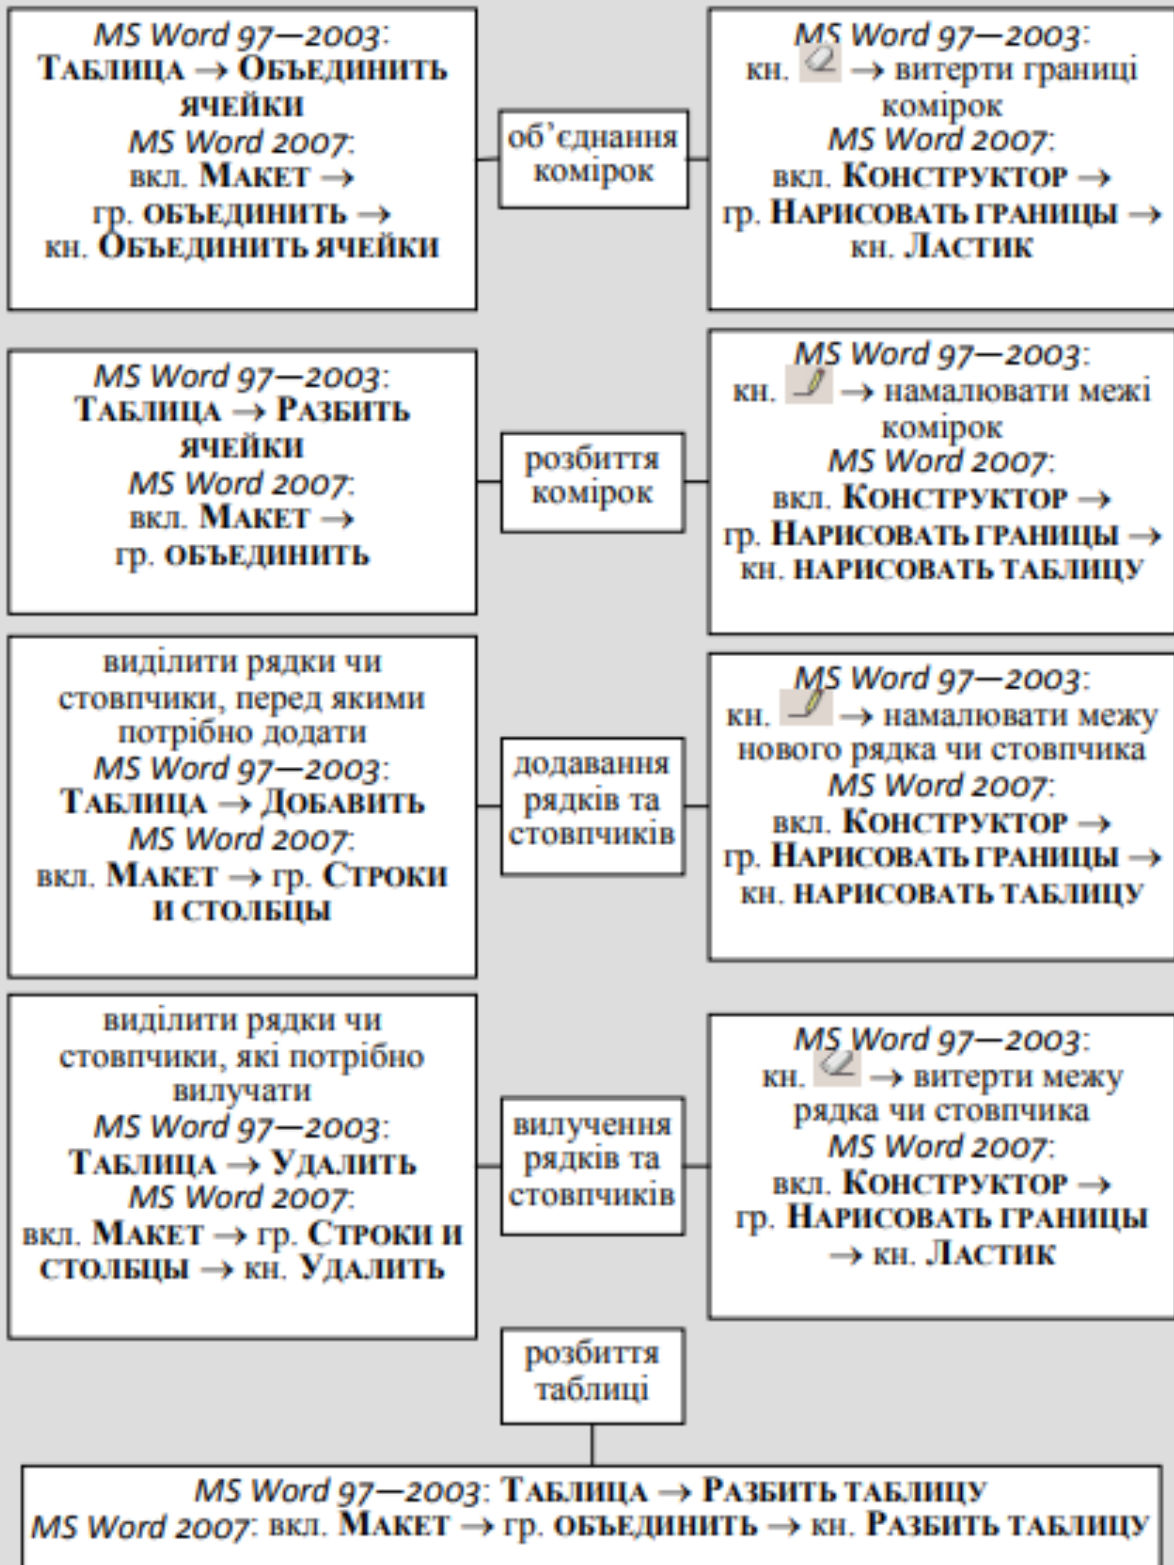 MS Word 97—2003:
ТАБЛИЦА → ОБЪЕДИНИТЬ
ЯЧЕЙКИ
MS Word 2007:
вкл. МАКЕТ →
гр. ОБЪЕДИНИТЬ →
кн. ОБЪЕДИНИТЬ ЯЧЕЙКИ
об’єднання
комірок
MS Word 97—2003:
кн. → витерти границі
комірок
MS Word 2007:
вкл. КОНСТРУКТОР →
гр. НАРИСОВАТЬ ГРАНИЦЫ →
кн. ЛАСТИК
MS Word 97—2003:
ТАБЛИЦА → РАЗБИТЬ
ЯЧЕЙКИ
MS Word 2007:
вкл. МАКЕТ →
гр. ОБЪЕДИНИТЬ
розбиття
комірок
MS Word 97—2003:
кн. → намалювати межі
комірок
MS Word 2007:
вкл. КОНСТРУКТОР →
гр. НАРИСОВАТЬ ГРАНИЦЫ →
кн. НАРИСОВАТЬ ТАБЛИЦУ
виділити рядки чи
стовпчики, перед якими
потрібно додати
MS Word 97—2003:
ТАБЛИЦА → ДОБАВИТЬ
MS Word 2007:
вкл. МАКЕТ → гр. СТРОКИ
И СТОЛБЦЫ
додавання
рядків та
стовпчиків
MS Word 97—2003:
кн. → намалювати межу
нового рядка чи стовпчика
MS Word 2007:
вкл. КОНСТРУКТОР →
гр. НАРИСОВАТЬ ГРАНИЦЫ →
кн. НАРИСОВАТЬ ТАБЛИЦУ
виділити рядки чи
стовпчики, які потрібно
вилучати
MS Word 97—2003:
ТАБЛИЦА → УДАЛИТЬ
MS Word 2007:
вкл. МАКЕТ → гр. СТРОКИ И
СТОЛБЦЫ → кн. УДАЛИТЬ
вилучення
рядків та
стовпчиків
MS Word 97—2003:
кн. → витерти межу
рядка чи стовпчика
MS Word 2007:
вкл. КОНСТРУКТОР →
гр. НАРИСОВАТЬ ГРАНИЦЫ
→ кн. ЛАСТИК
розбиття
таблиці
MS Word 97—2003: ТАБЛИЦА → РАЗБИТЬ ТАБЛИЦУ
MS Word 2007: вкл. МАКЕТ → гр. ОБЪЕДИНИТЬ → кн. РАЗБИТЬ ТАБЛИЦУ